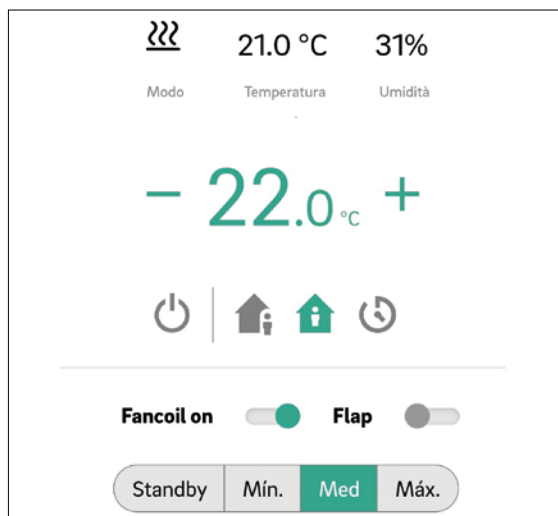 21.0 °C 31%
Modo Temperatura Umidità
− 22.0 °C +
Fancoil on Flap
Standby Mín. Med Máx.